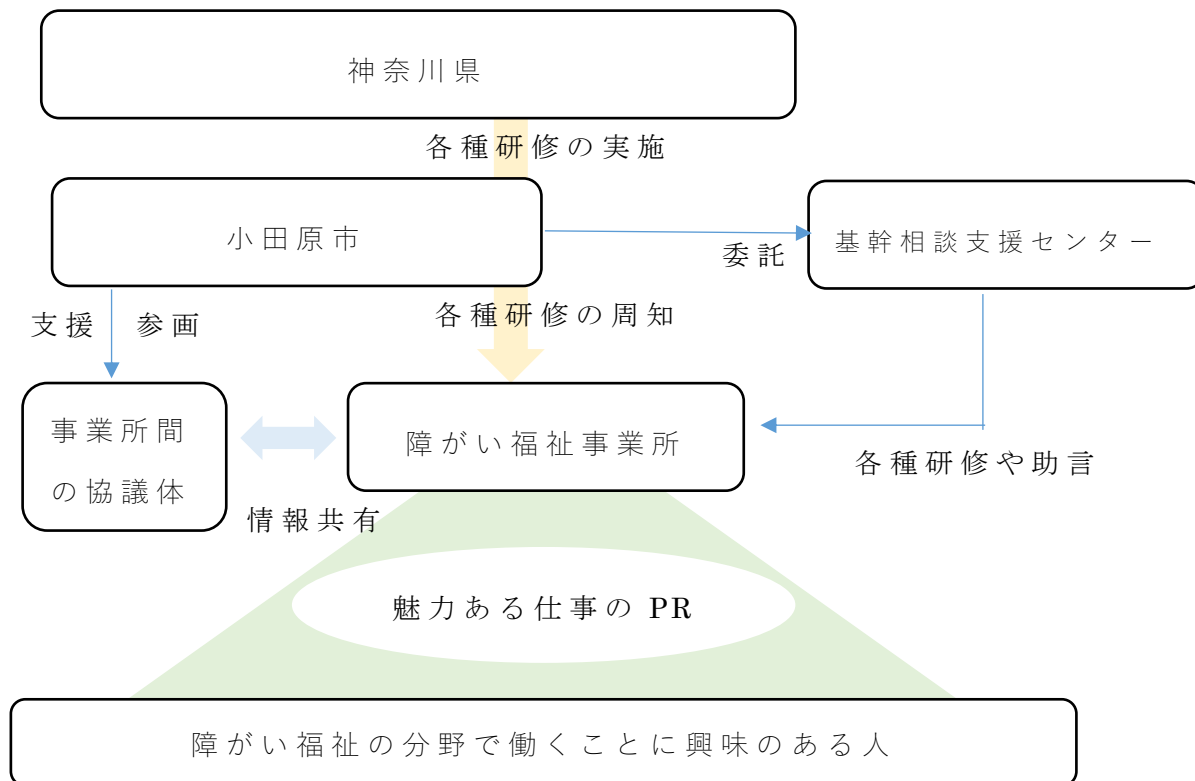 神奈川県
各種研修の実施
小田原市
委託
基幹相談支援センター
支援 参画
各種研修の周知
事業所間
の協議体
障がい福祉事業所
各種研修や助言
情報共有
魅力ある仕事の PR
障がい福祉の分野で働くことに興味のある人